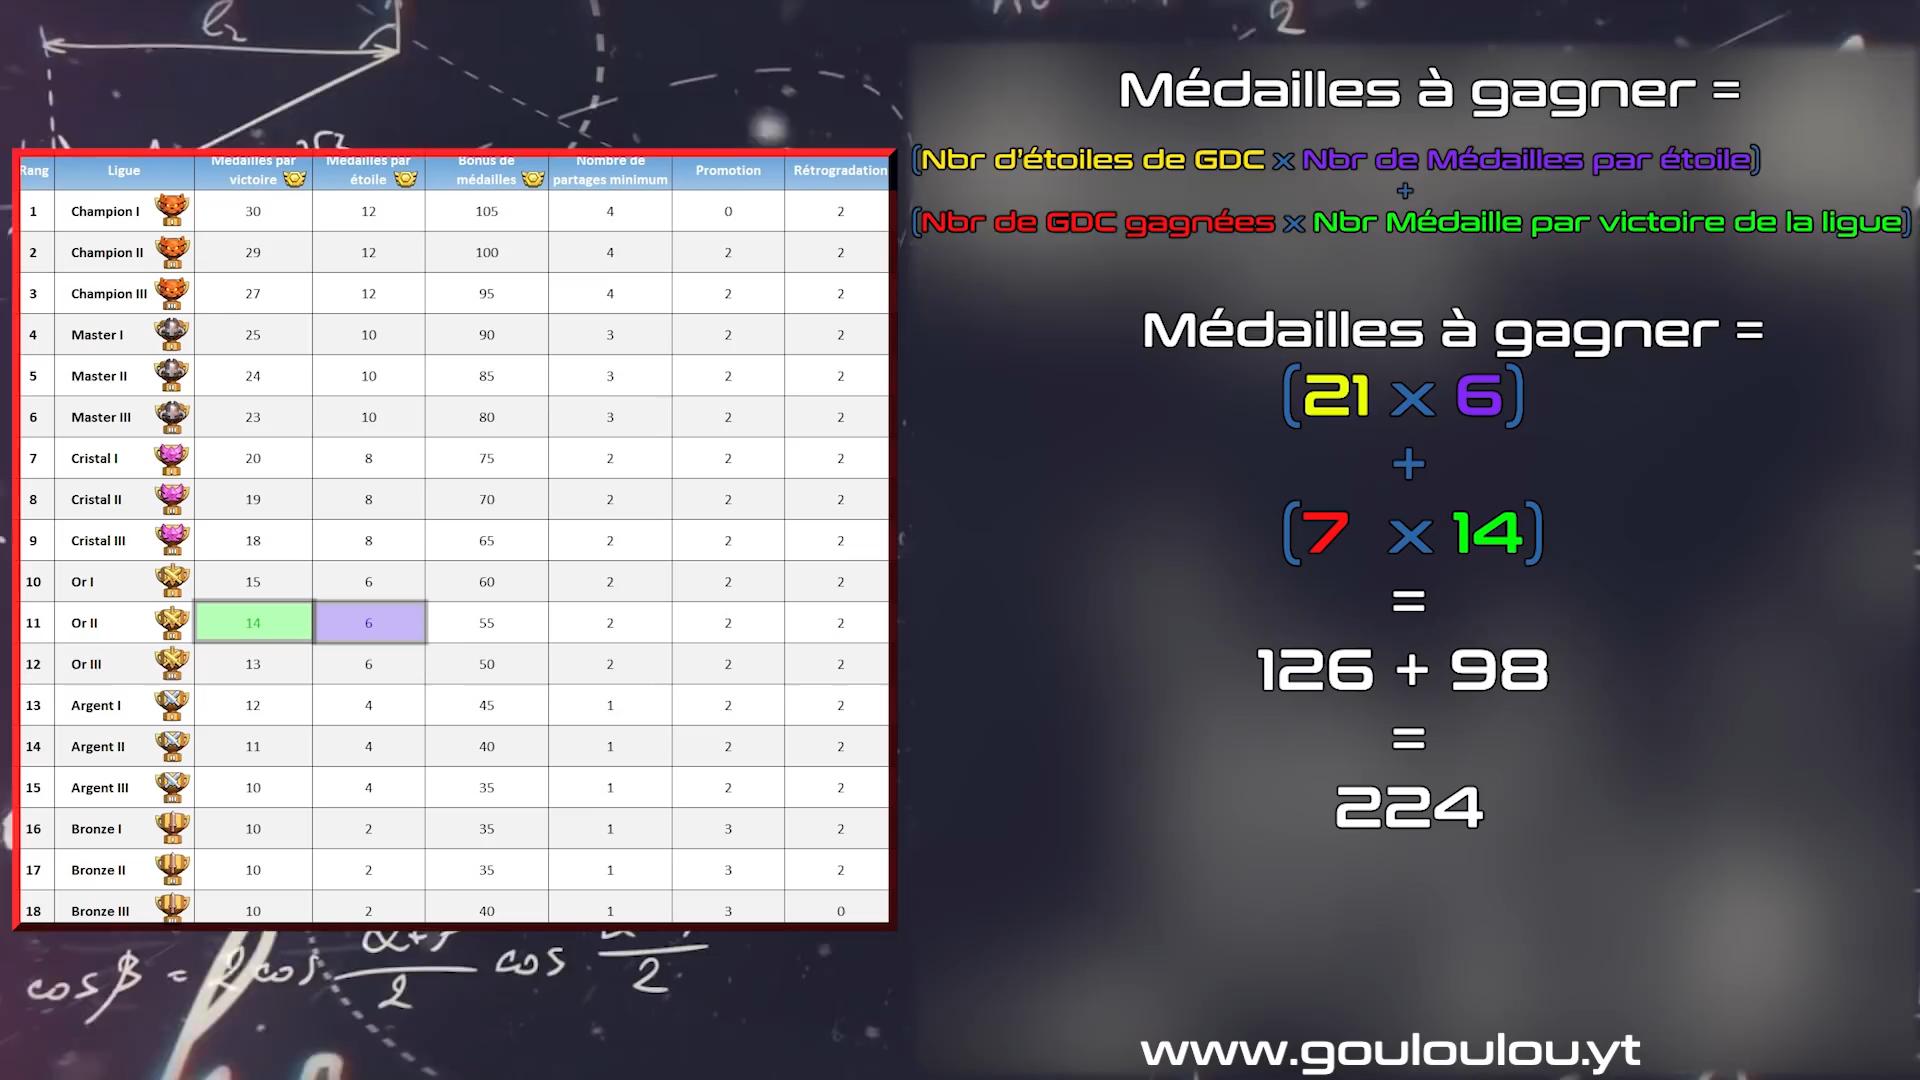 Rang Ligue Médailles par victoire Médailles par étoile Bonus de médailles Nombre de partages minimum Promotion Rétrogradation
1 Champion I 30 12 105 4 0 2
2 Champion II 29 12 100 4 2 2
3 Champion III 27 12 95 4 2 2
4 Master I 25 10 90 3 2 2
5 Master II 24 10 85 3 2 2
6 Master III 23 10 80 3 2 2
7 Cristal I 20 8 75 2 2 2
8 Cristal II 19 8 70 2 2 2
9 Cristal III 18 8 65 2 2 2
10 Or I 15 6 60 2 2 2
11 Or II 14 6 55 2 2 2
12 Or III 13 6 50 2 2 2
13 Argent I 12 4 45 1 2 2
14 Argent II 11 4 40 1 2 2
15 Argent III 10 4 35 1 2 2
16 Bronze I 10 2 35 1 3 2
17 Bronze II 10 2 35 1 3 2
18 Bronze III 10 2 40 1 3 0
Médailles à gagner =
(Nbr d'étoiles de GDC x Nbr de Médailles par étoile)
+
(Nbr de GDC gagnées x Nbr Médaille par victoire de la ligue)
Médailles à gagner =
(21 x 6)
+
(7 x 14)
=
126 + 98
=
224
www.gouloulou.yt